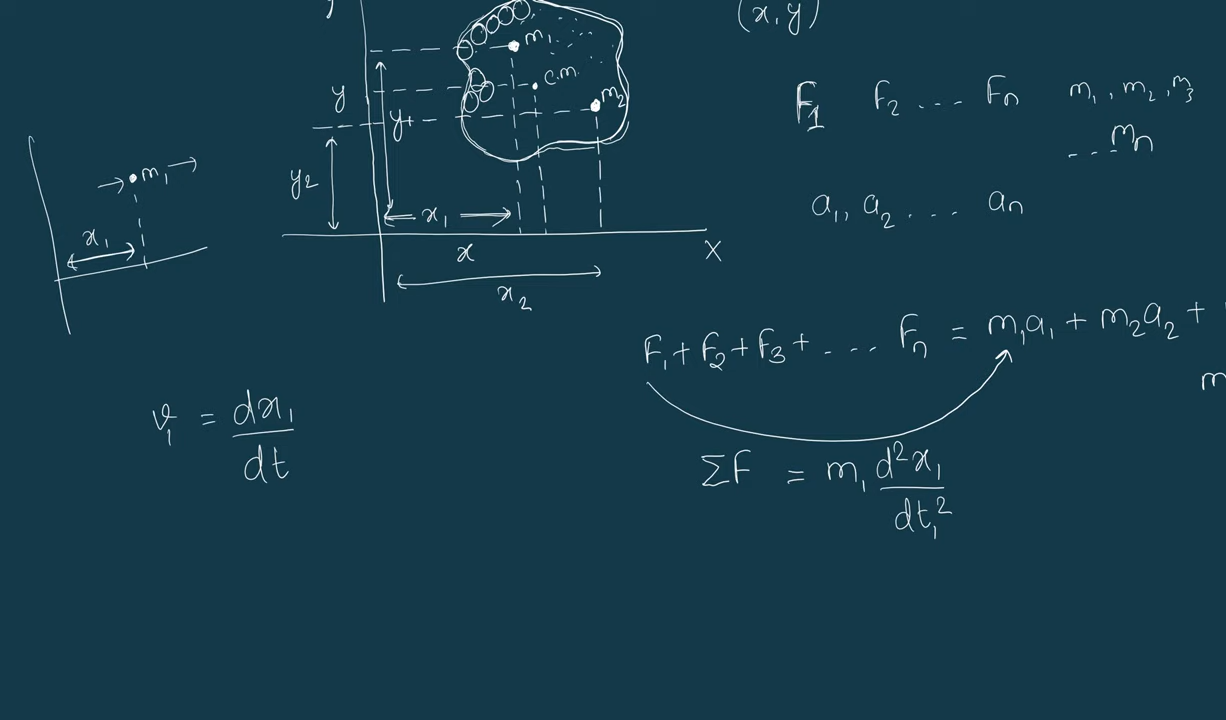 (x, y)
m₁
c.m.
m₂
y
y₁
y₂
x₁
x
x₂
X
m₁
x₁
F₁ F₂ .... Fn m₁, m₂, m₃
....mn
a₁, a₂ .... an
F₁ + F₂ + F₃ + .... Fn = m₁a₁ + m₂a₂ +
m
v₁ = dx₁/dt
ΣF = m₁ d²x₁/dt₁²